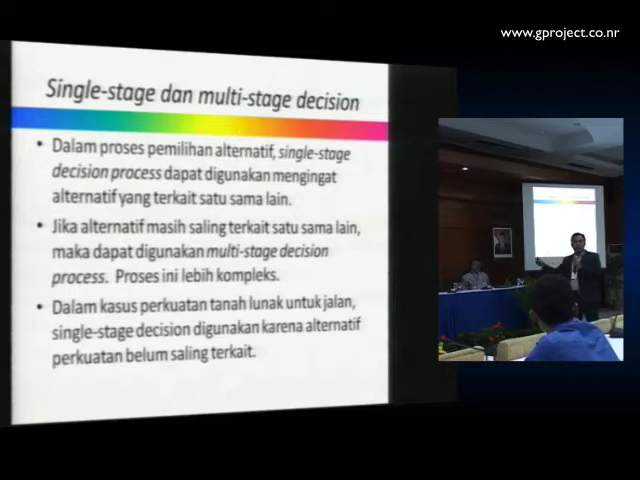 www.gproject.co.nr
Single-stage dan multi-stage decision
• Dalam proses pemilihan alternatif, single-stage
decision process dapat digunakan mengingat
alternatif yang terkait satu sama lain.
• Jika alternatif masih saling terkait satu sama lain,
maka dapat digunakan multi-stage decision
process. Proses ini lebih kompleks.
• Dalam kasus perkuatan tanah lunak untuk jalan,
single-stage decision digunakan karena alternatif
perkuatan belum saling terkait.